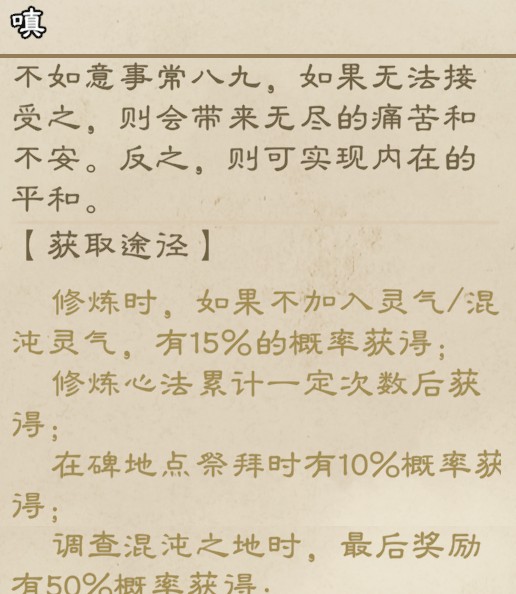 嗔
不如意事常八九，如果无法接
受之，则会带来无尽的痛苦和
不安。反之，则可实现内在的
平和。
【获取途径】
修炼时，如果不加入灵气/混
沌灵气，有15%的概率获得；
修炼心法累计一定次数后获
得；
在碑地点祭拜时有10%概率获
得；
调查混沌之地时，最后奖励
有50%概率获得；